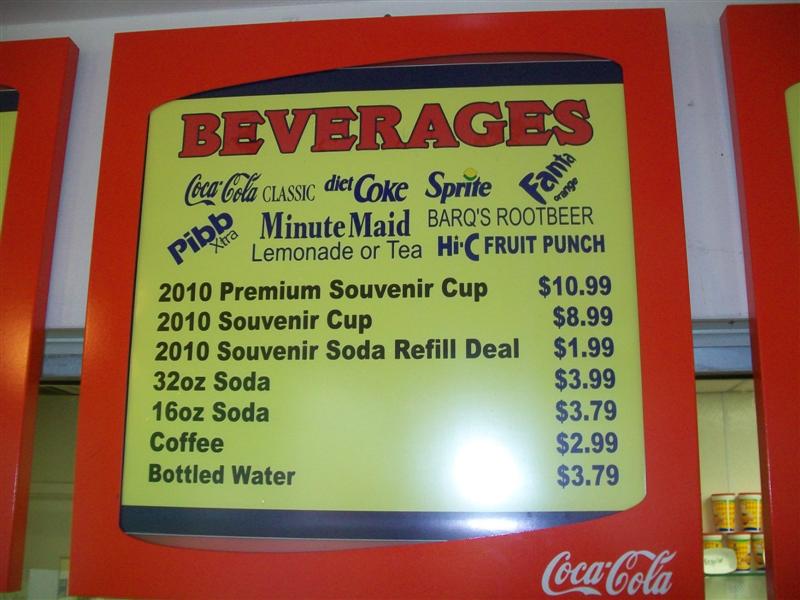 BEVERAGES
Coca-Cola CLASSIC diet Coke Sprite Fanta orange
Pibb Xtra Minute Maid Lemonade or Tea BARQ'S ROOTBEER
Hi-C FRUIT PUNCH
2010 Premium Souvenir Cup $10.99
2010 Souvenir Cup $8.99
2010 Souvenir Soda Refill Deal $1.99
32oz Soda $3.99
16oz Soda $3.79
Coffee $2.99
Bottled Water $3.79
Coca-Cola